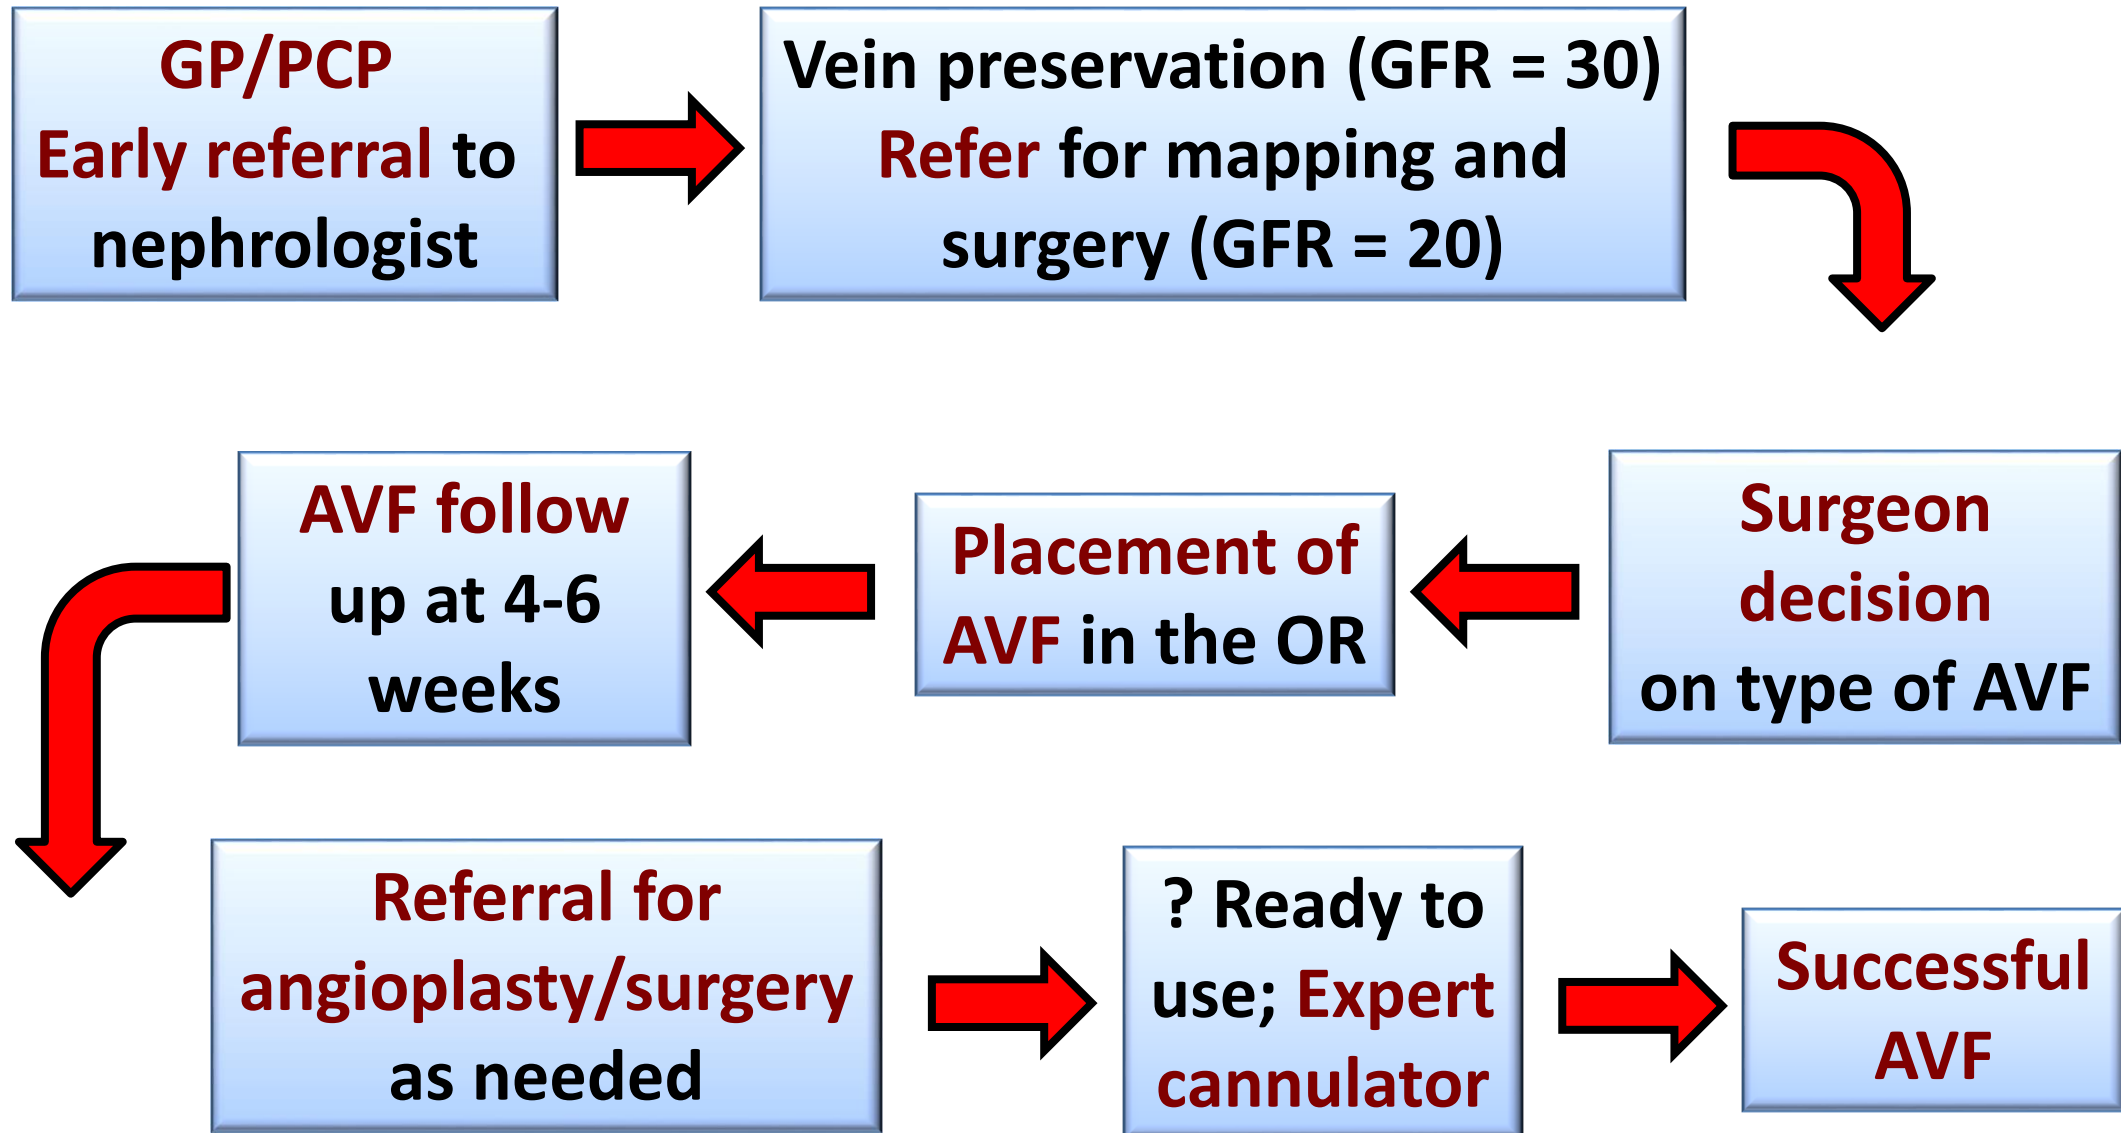 GP/PCP
Early referral to
nephrologist
Vein preservation (GFR = 30)
Refer for mapping and
surgery (GFR = 20)
Surgeon
decision
on type of AVF
Placement of
AVF in the OR
AVF follow
up at 4-6
weeks
Referral for
angioplasty/surgery
as needed
? Ready to
use; Expert
cannulator
Successful
AVF